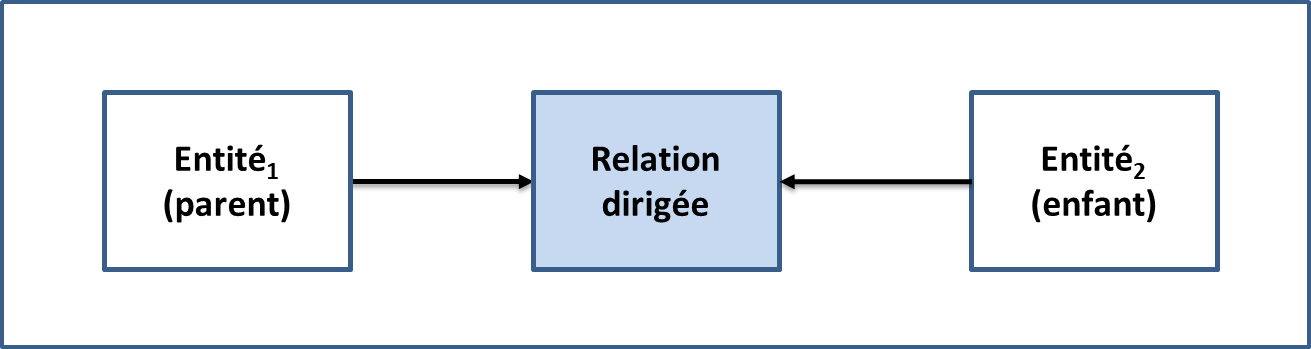 Entité₁
(parent)
Relation
dirigée
Entité₂
(enfant)